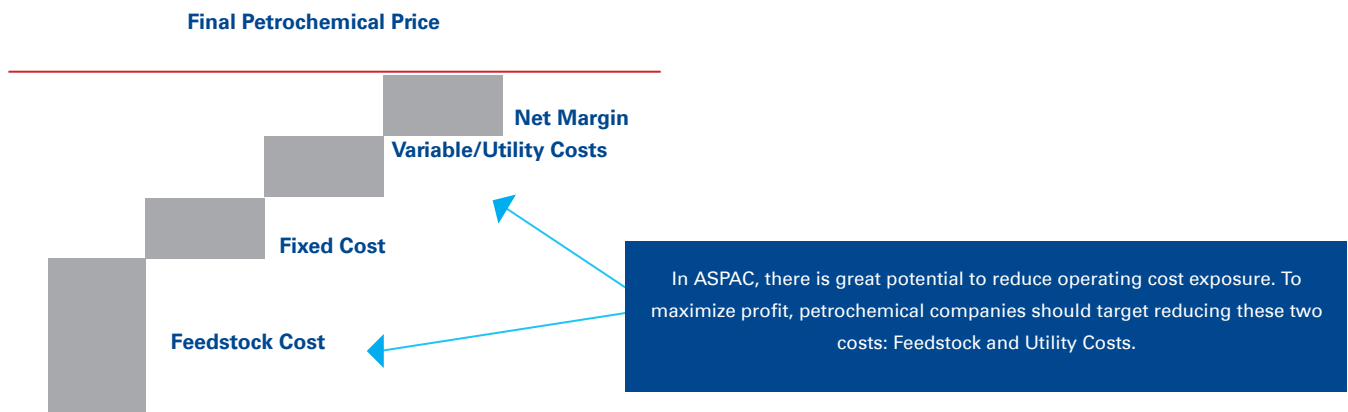 Final Petrochemical Price
Net Margin
Variable/Utility Costs
Fixed Cost
Feedstock Cost
In ASPAC, there is great potential to reduce operating cost exposure. To
maximize profit, petrochemical companies should target reducing these two
costs: Feedstock and Utility Costs.